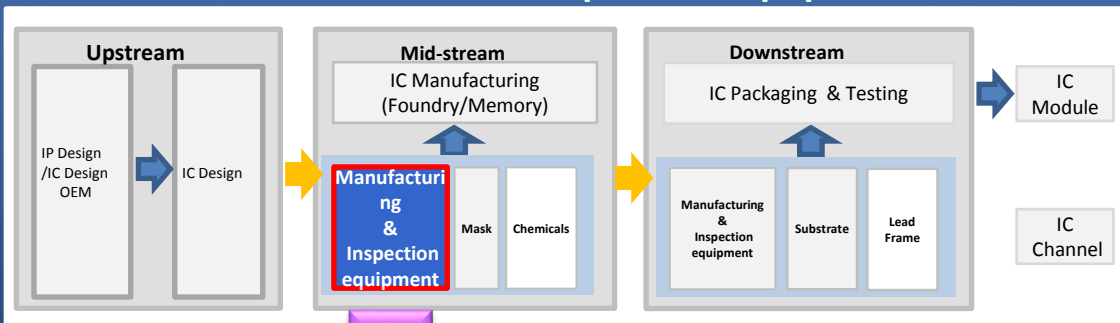 Upstream
IP Design
/IC Design
OEM
IC Design
Mid-stream
IC Manufacturing
(Foundry/Memory)
Manufacturi
ng
&
Inspection
equipment
Mask
Chemicals
Downstream
IC Packaging & Testing
Manufacturing
&
Inspection
equipment
Substrate
Lead
Frame
IC
Module
IC
Channel